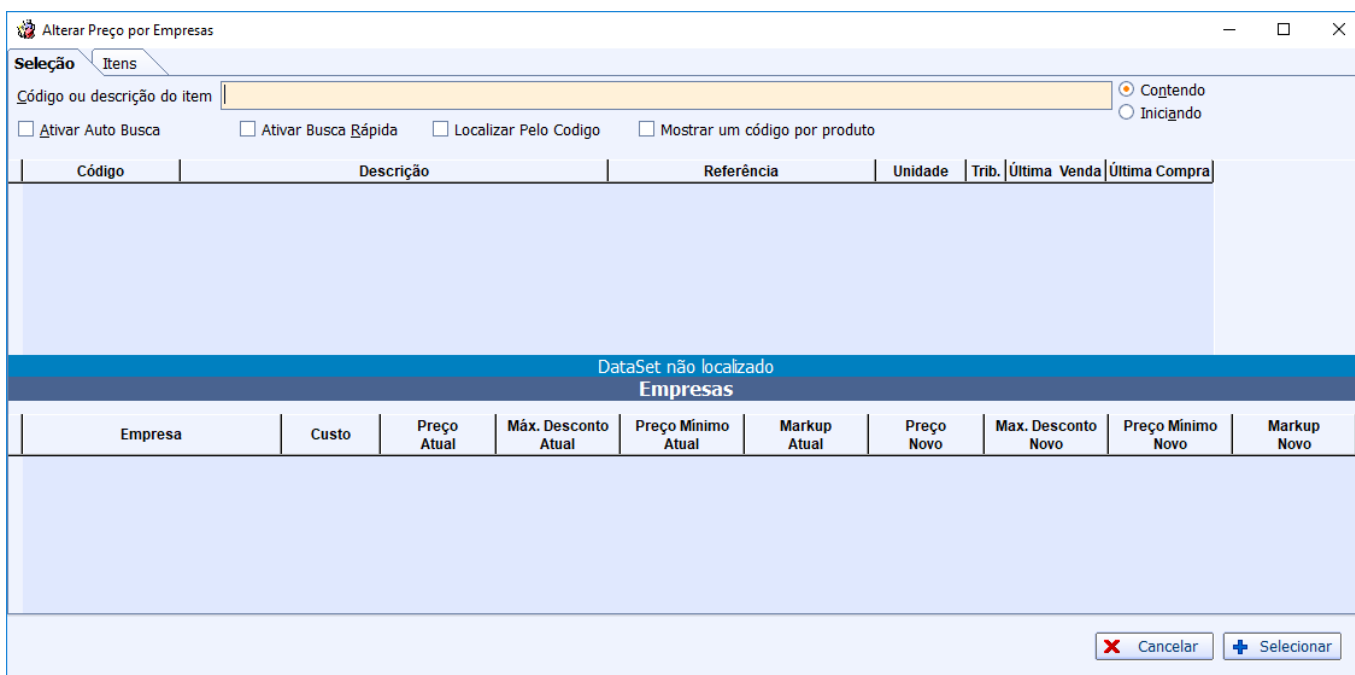 Alterar Preço por Empresas
Seleção Itens
Código ou descrição do item
Contendo
Iniciando
Ativar Auto Busca Ativar Busca Rápida Localizar Pelo Codigo Mostrar um código por produto
Código Descrição Referência Unidade Trib. Última Venda Última Compra
DataSet não localizado
Empresas
Empresa Custo Preço Atual Máx. Desconto Atual Preço Mínimo Atual Markup Atual Preço Novo Max. Desconto Novo Preço Mínimo Novo Markup Novo
Cancelar Selecionar